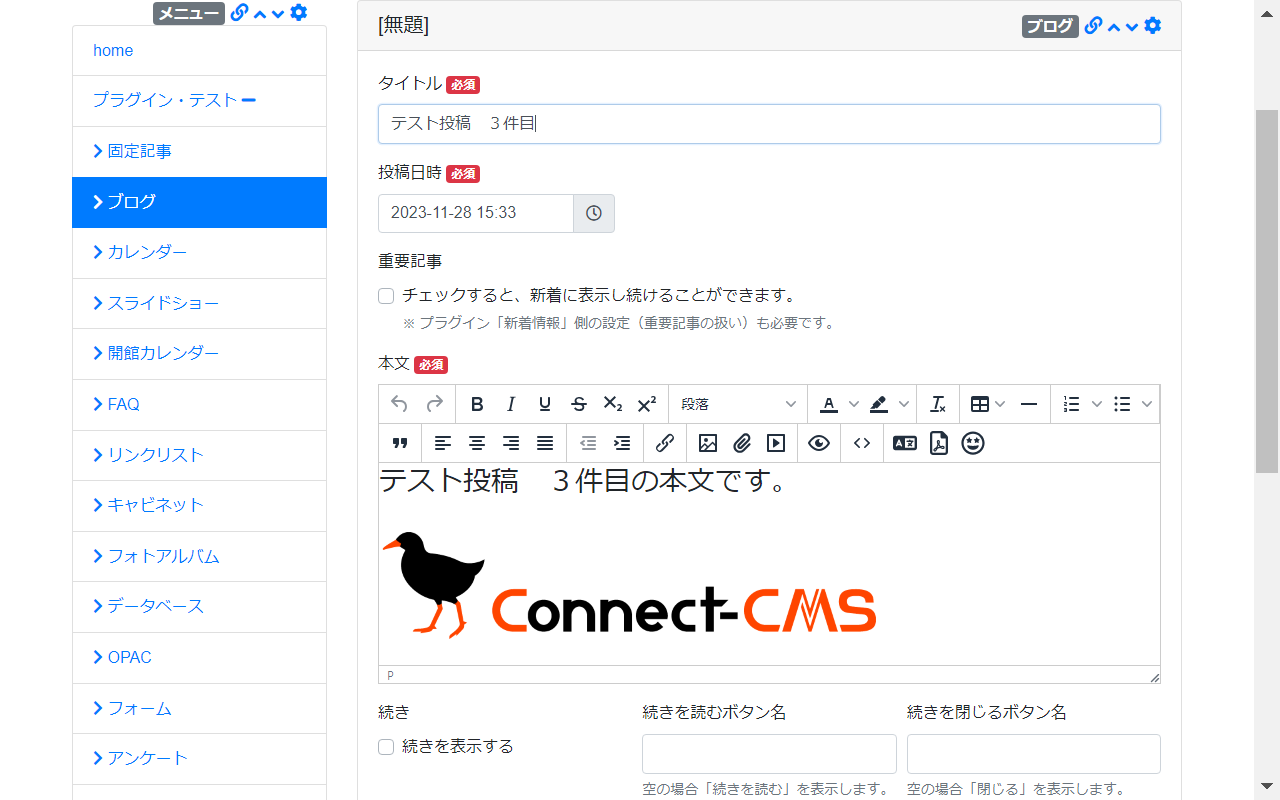 メニュー
home
プラグイン・テスト
固定記事
ブログ
カレンダー
スライドショー
開館カレンダー
FAQ
リンクリスト
キャビネット
フォトアルバム
データベース
OPAC
フォーム
アンケート
[無題]
ブログ
タイトル 必須
テスト投稿　３件目
投稿日時 必須
2023-11-28 15:33
重要記事
チェックすると、新着に表示し続けることができます。
※ プラグイン「新着情報」側の設定（重要記事の扱い）も必要です。
本文 必須
段落
テスト投稿　３件目の本文です。
Connect-CMS
P
続き
続きを表示する
続きを読むボタン名
空の場合「続きを読む」を表示します。
続きを閉じるボタン名
空の場合「閉じる」を表示します。